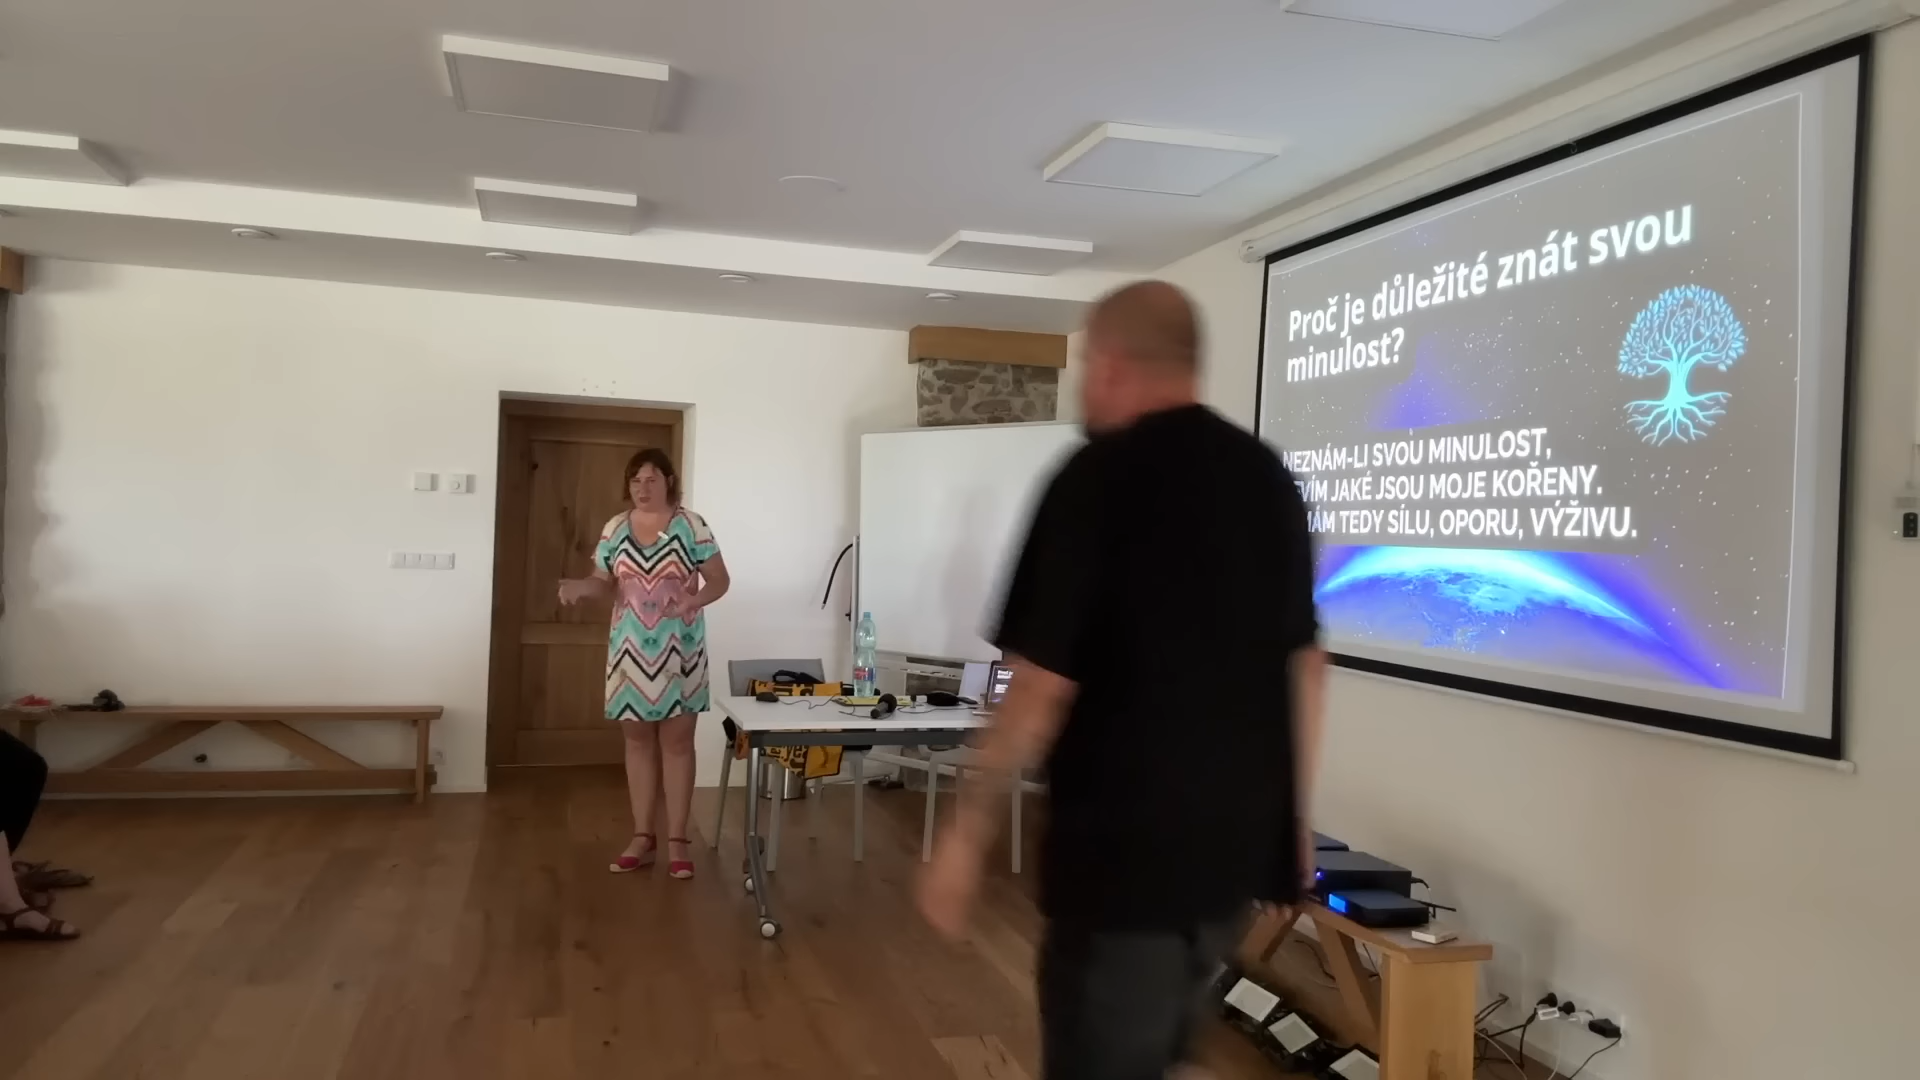 Proč je důležité znát svou
minulost?
NEZNÁM-LI SVOU MINULOST,
JAKÉ JSOU MOJE KOŘENY.
TEDY SÍLU, OPORU, VÝŽIVU.